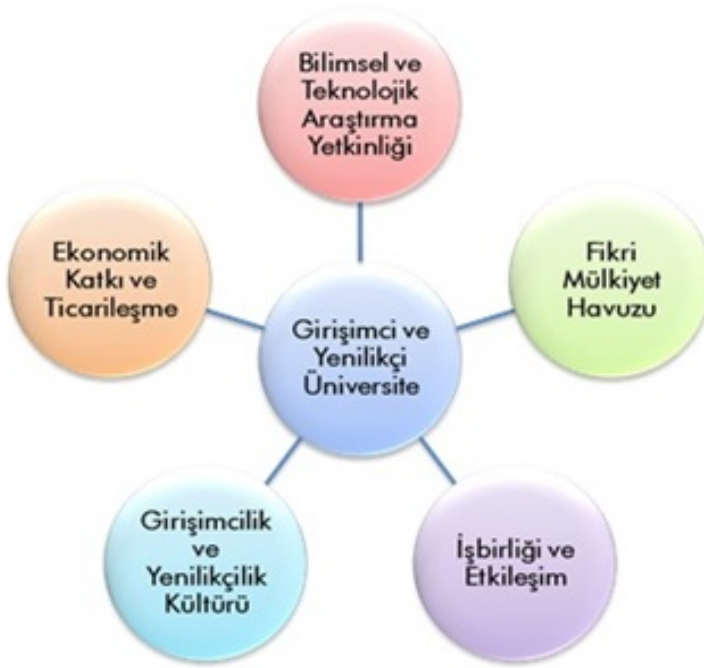 Bilimsel ve
Teknolojik
Araştırma
Yetkinliği
Ekonomik
Katkı ve
Ticarileşme
Fikri
Mülkiyet
Havuzu
Girişimci ve
Yenilikçi
Üniversite
Girişimcilik
ve
Yenilikçilik
Kültürü
İşbirliği ve
Etkileşim